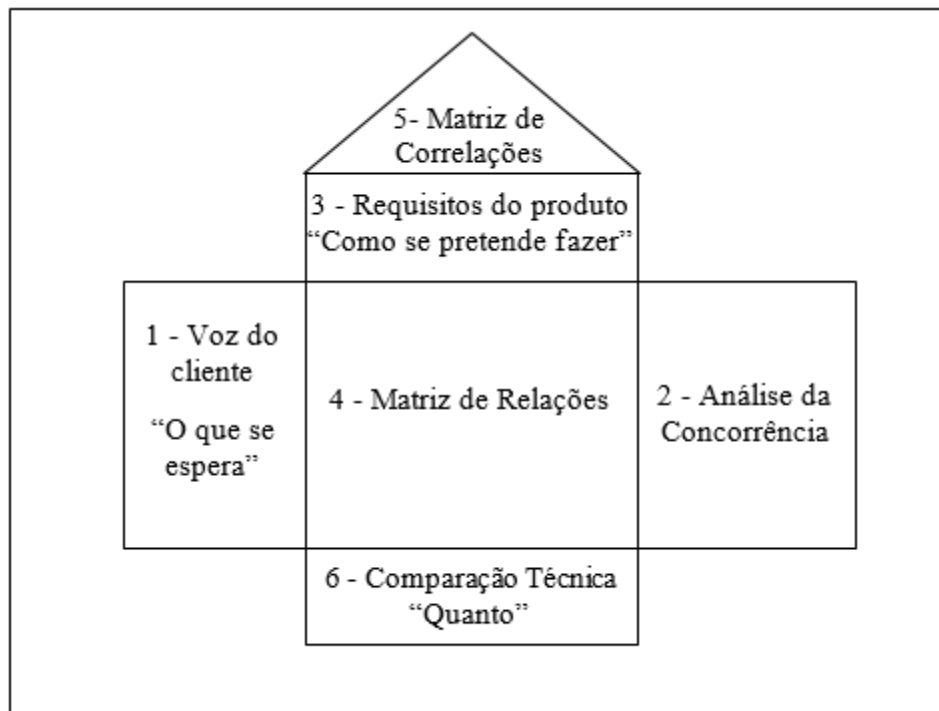 5- Matriz de
Correlações
3 - Requisitos do produto
“Como se pretende fazer”
1 - Voz do
cliente
“O que se
espera”
4 - Matriz de Relações
2 - Análise da
Concorrência
6 - Comparação Técnica
“Quanto”